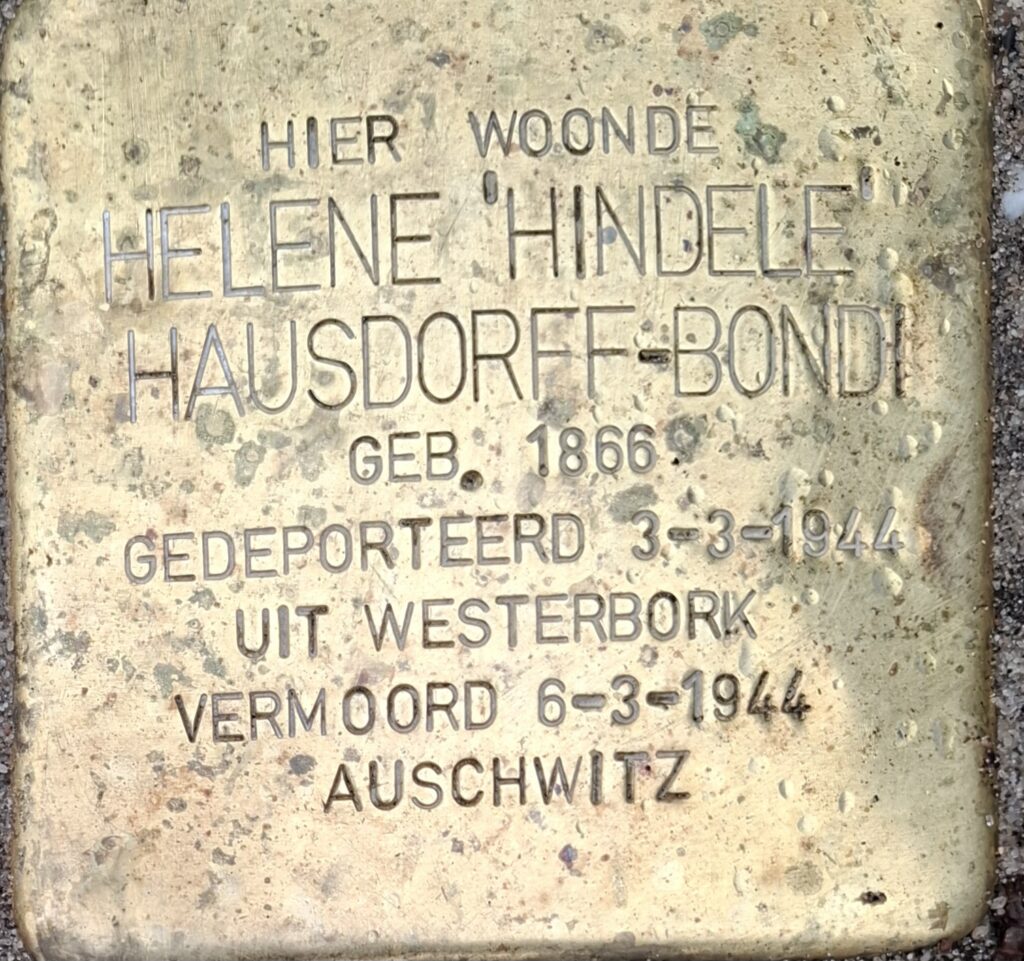 HIER WOONDE
HELENE 'HINDELE'
HAUSDORFF-BONDI
GEB. 1866
GEDEPORTEERD 3-3-1944
UIT WESTERBORK
VERMOORD 6-3-1944
AUSCHWITZ